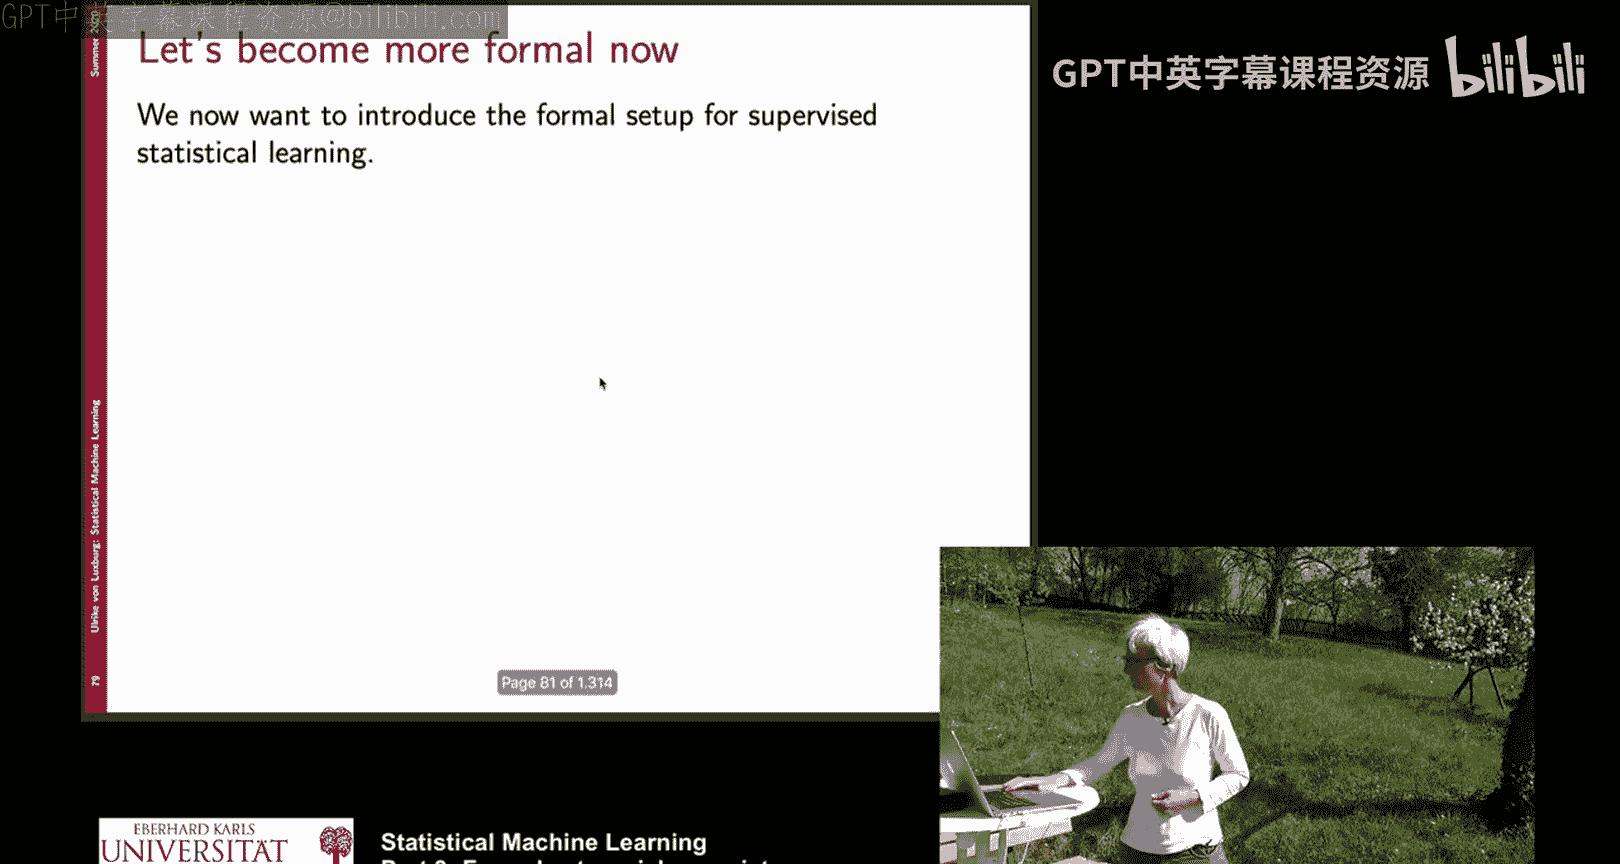 GPT中英字幕课程资源@bilibili.com
Let's become more formal now
We now want to introduce the formal setup for supervised
statistical learning.
GPT中英字幕课程资源 bilibili
Summer 2020
Ulrike von Luxburg: Statistical Machine Learning
79
Page 81 of 1.314
EBERHARD KARLS
UNIVERSITÄT
Statistical Machine Learning